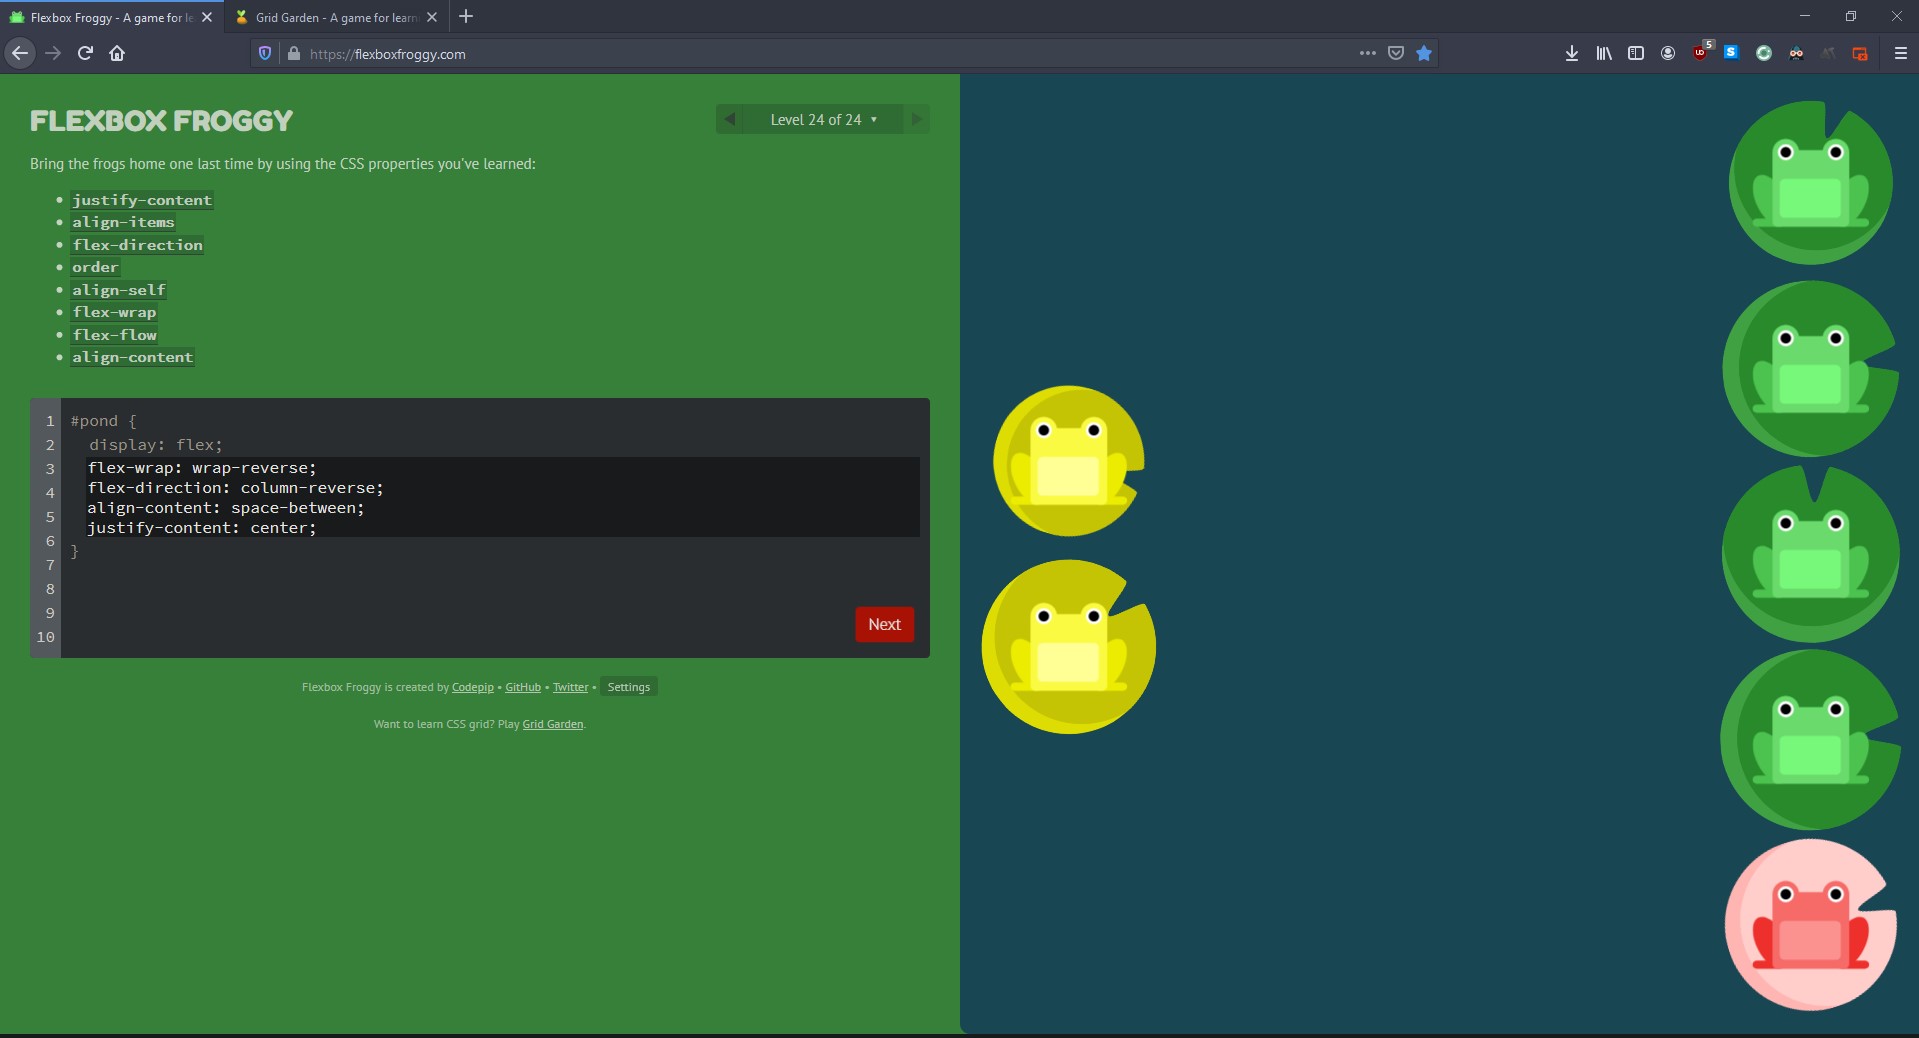 Flexbox Froggy - A game for le
Grid Garden - A game for learn
https://flexboxfroggy.com
5
FLEXBOX FROGGY
Level 24 of 24
Bring the frogs home one last time by using the CSS properties you've learned:
justify-content
align-items
flex-direction
order
align-self
flex-wrap
flex-flow
align-content
1 #pond {
2 display: flex;
3 flex-wrap: wrap-reverse;
4 flex-direction: column-reverse;
5 align-content: space-between;
6 justify-content: center;
7 }
8
9
10
Next
Flexbox Froggy is created by Codepip • GitHub • Twitter • Settings
Want to learn CSS grid? Play Grid Garden.